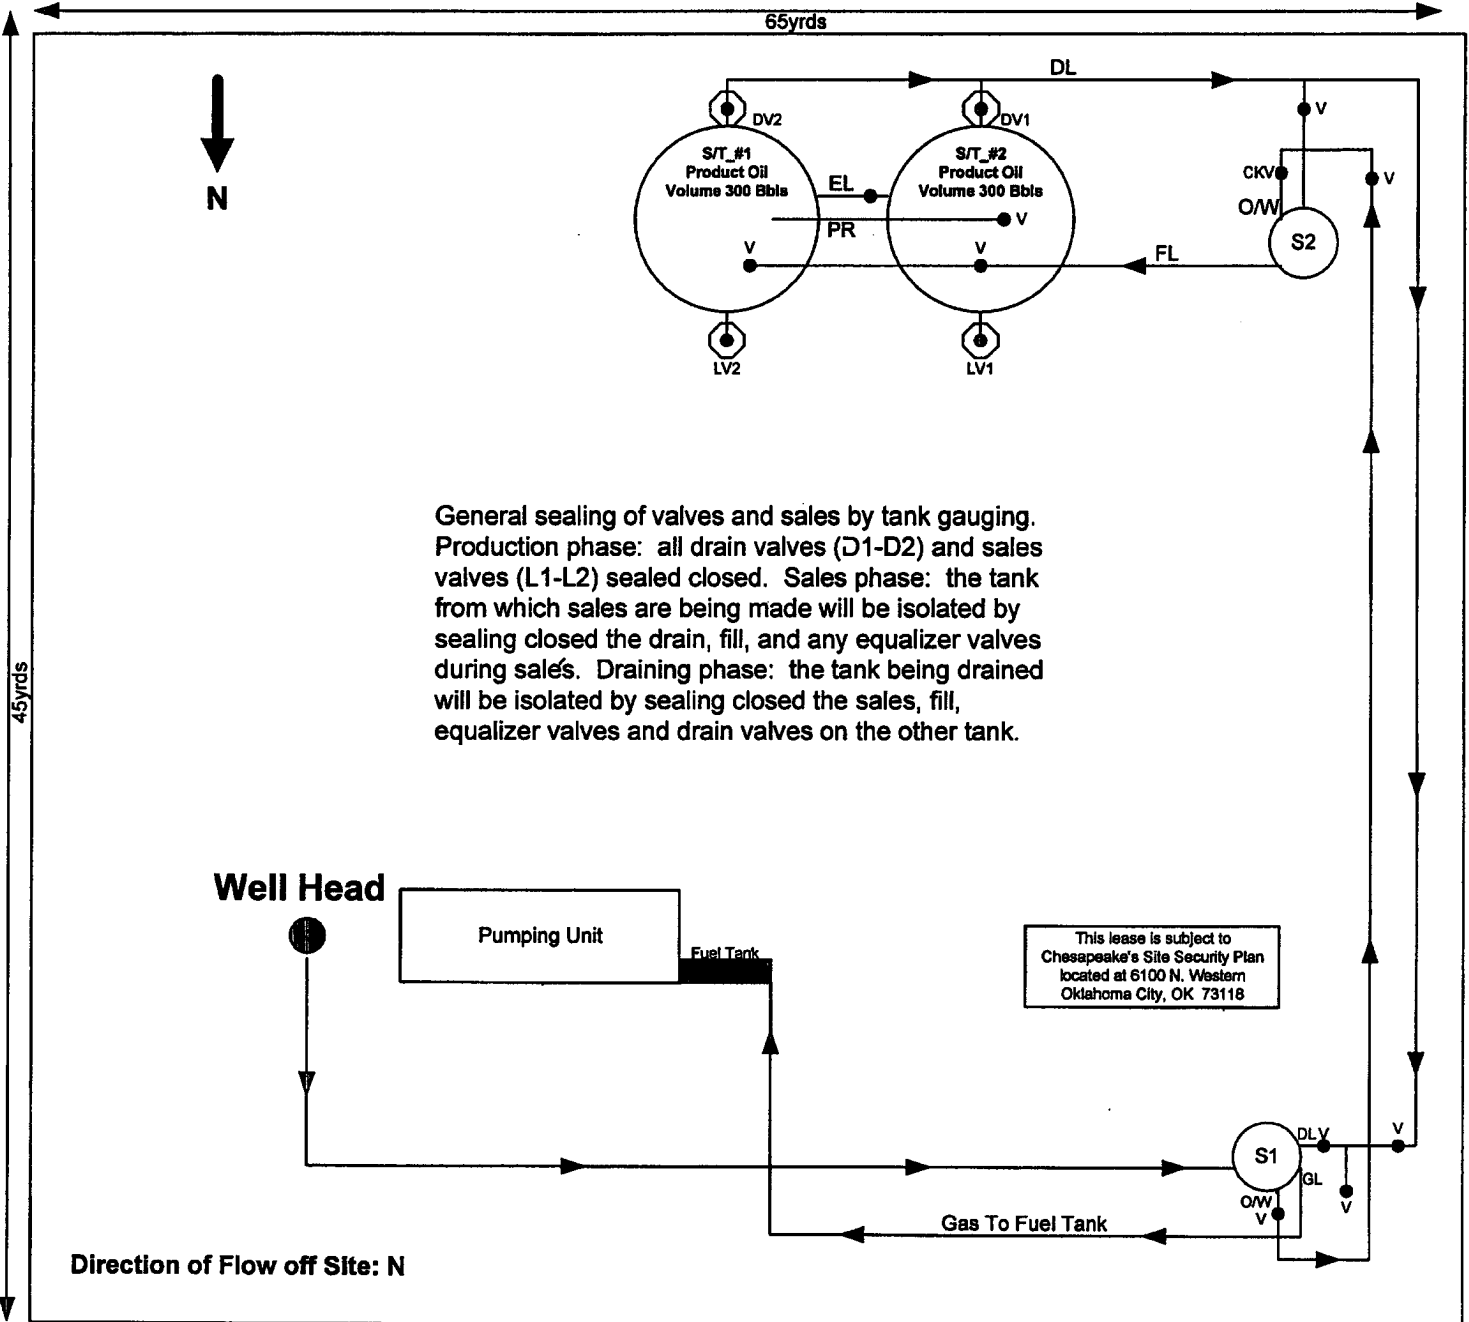 65yrds
DL
N
DV2
DV1
V
S/T_#1
Product Oil
Volume 300 Bbls
S/T_#2
Product Oil
Volume 300 Bbls
EL
CKV
V
O/W
S2
PR
V
V
V
FL
LV2
LV1
General sealing of valves and sales by tank gauging.
Production phase: all drain valves (D1-D2) and sales
valves (L1-L2) sealed closed. Sales phase: the tank
from which sales are being made will be isolated by
sealing closed the drain, fill, and any equalizer valves
during sales. Draining phase: the tank being drained
will be isolated by sealing closed the sales, fill,
equalizer valves and drain valves on the other tank.
45yrds
Well Head
Pumping Unit
Fuel Tank
This lease is subject to
Chesapeake's Site Security Plan
located at 6100 N. Western
Oklahoma City, OK 73118
S1
DLV
V
GL
O/W
V
V
Gas To Fuel Tank
Direction of Flow off Site: N